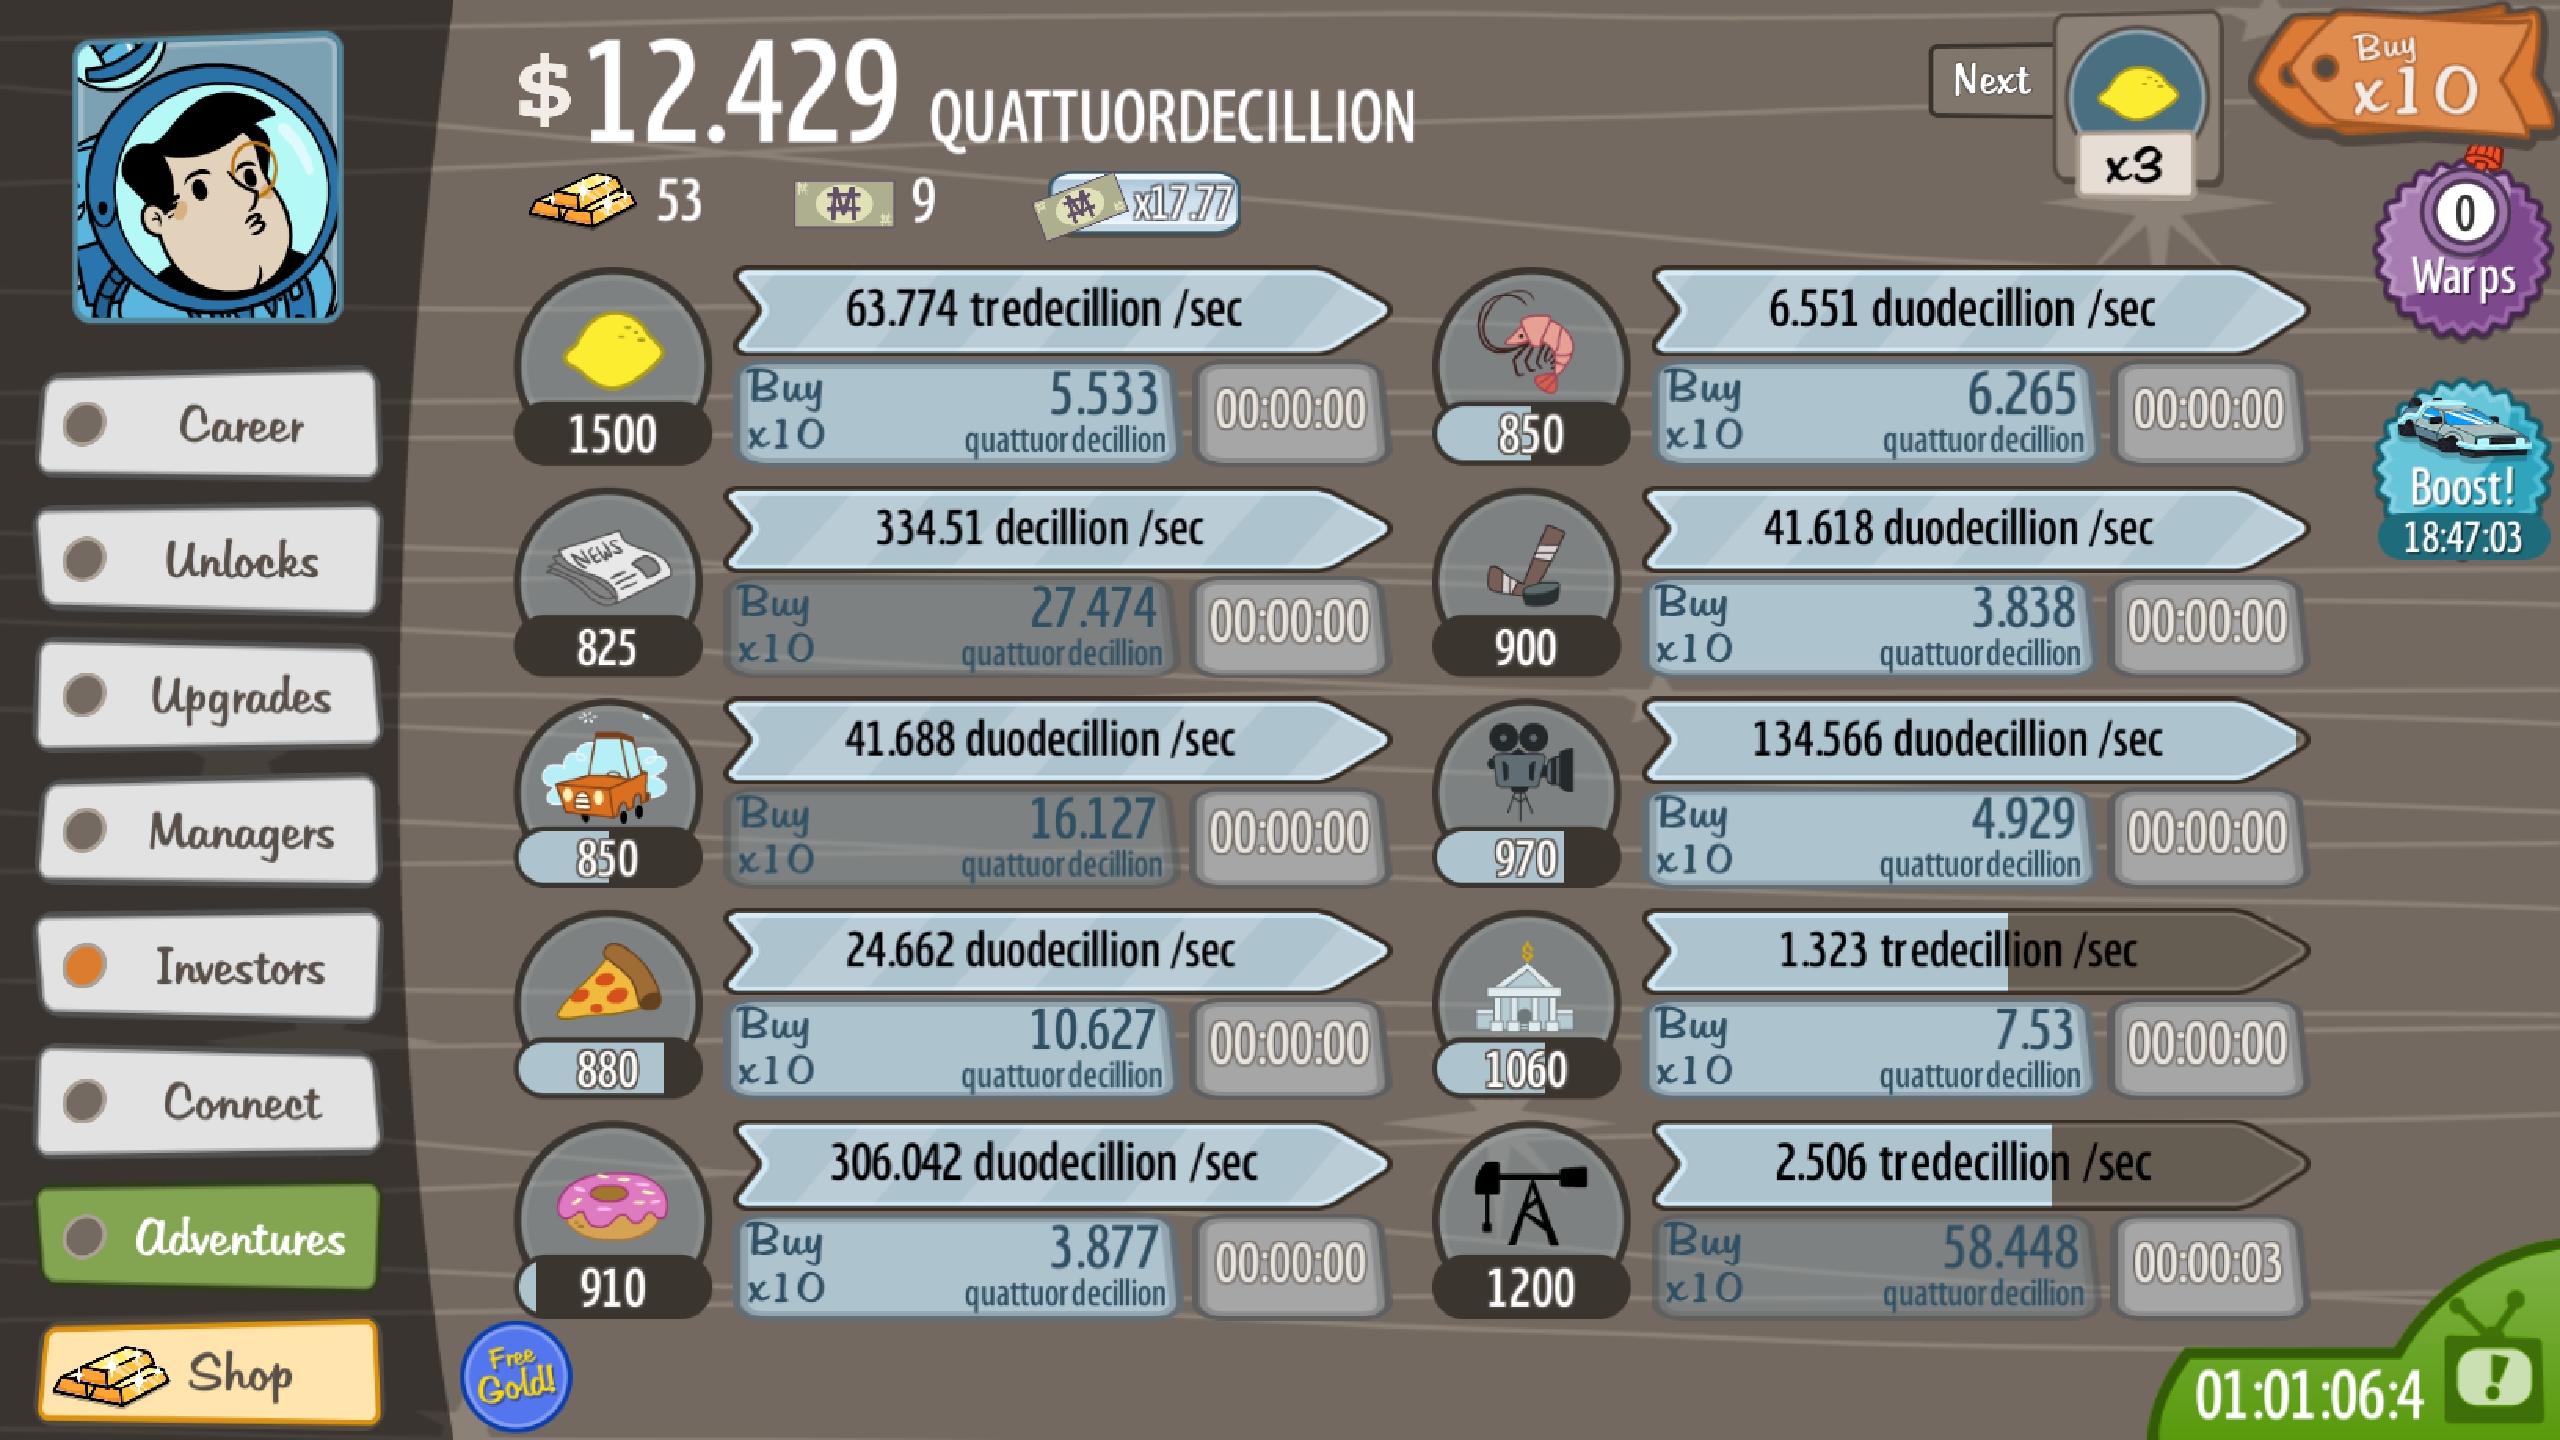 $12.429 QUATTUORDECILLION
53
9
x17.77
Next
x3
Buy
x10
0
Warps
Boost!
18:47:03
Career
Unlocks
Upgrades
Managers
Investors
Connect
Adventures
Shop
63.774 tredecillion /sec
1500
Buy
x10
5.533
quattuordecillion
00:00:00
6.551 duodecillion /sec
850
Buy
x10
6.265
quattuordecillion
00:00:00
NEWS
334.51 decillion /sec
825
Buy
x10
27.474
quattuordecillion
00:00:00
41.618 duodecillion /sec
900
Buy
x10
3.838
quattuordecillion
00:00:00
41.688 duodecillion /sec
850
Buy
x10
16.127
quattuordecillion
00:00:00
134.566 duodecillion /sec
970
Buy
x10
4.929
quattuordecillion
00:00:00
24.662 duodecillion /sec
880
Buy
x10
10.627
quattuordecillion
00:00:00
$
1.323 tredecillion /sec
1060
Buy
x10
7.53
quattuordecillion
00:00:00
306.042 duodecillion /sec
910
Buy
x10
3.877
quattuordecillion
00:00:00
2.506 tredecillion /sec
1200
Buy
x10
58.448
quattuordecillion
00:00:03
Free
Gold!
01:01:06:4
!